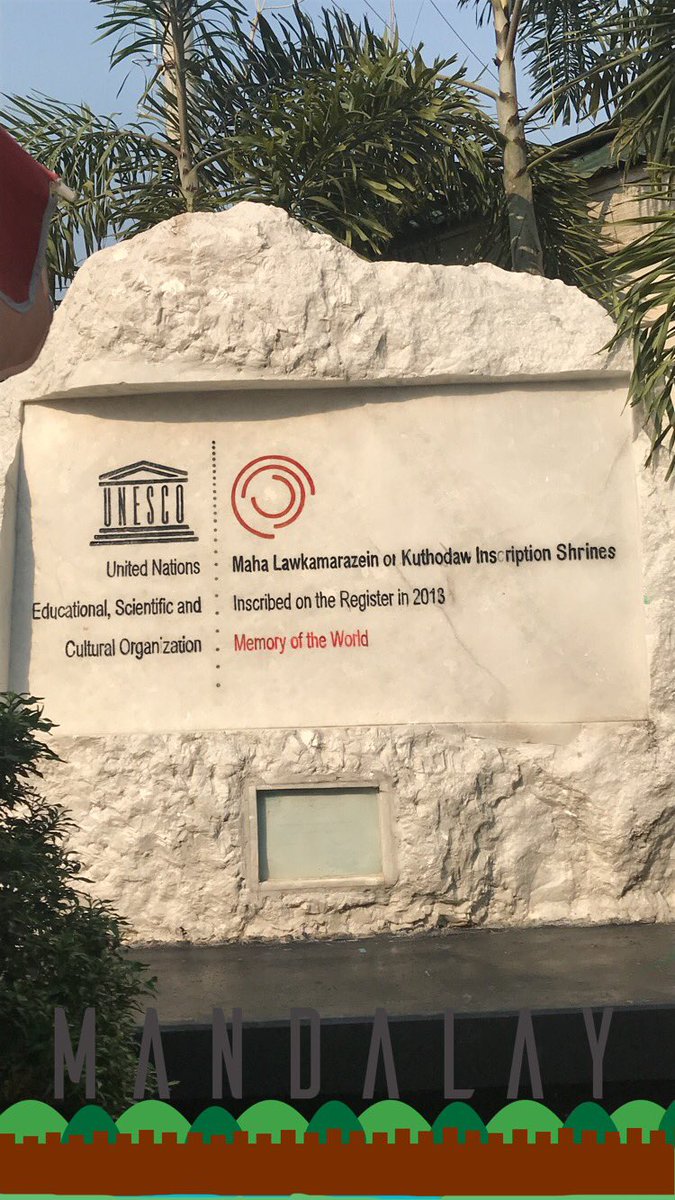 UNESCO
United Nations
Educational, Scientific and
Cultural Organization
Maha Lawkamarazein or Kuthodaw Inscription Shrines
Inscribed on the Register in 2013
Memory of the World
MANDALAY